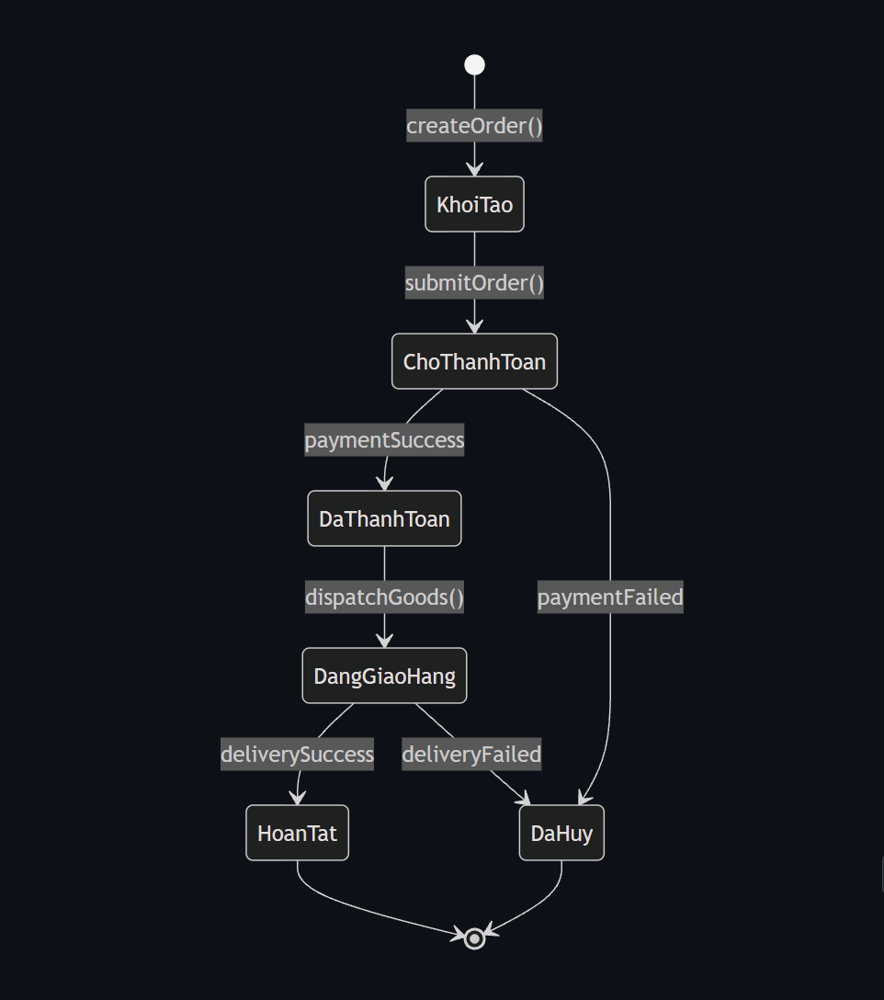 createOrder()
KhoiTao
submitOrder()
ChoThanhToan
paymentSuccess
DaThanhToan
dispatchGoods()
paymentFailed
DangGiaoHang
deliverySuccess
deliveryFailed
HoanTat
DaHuy